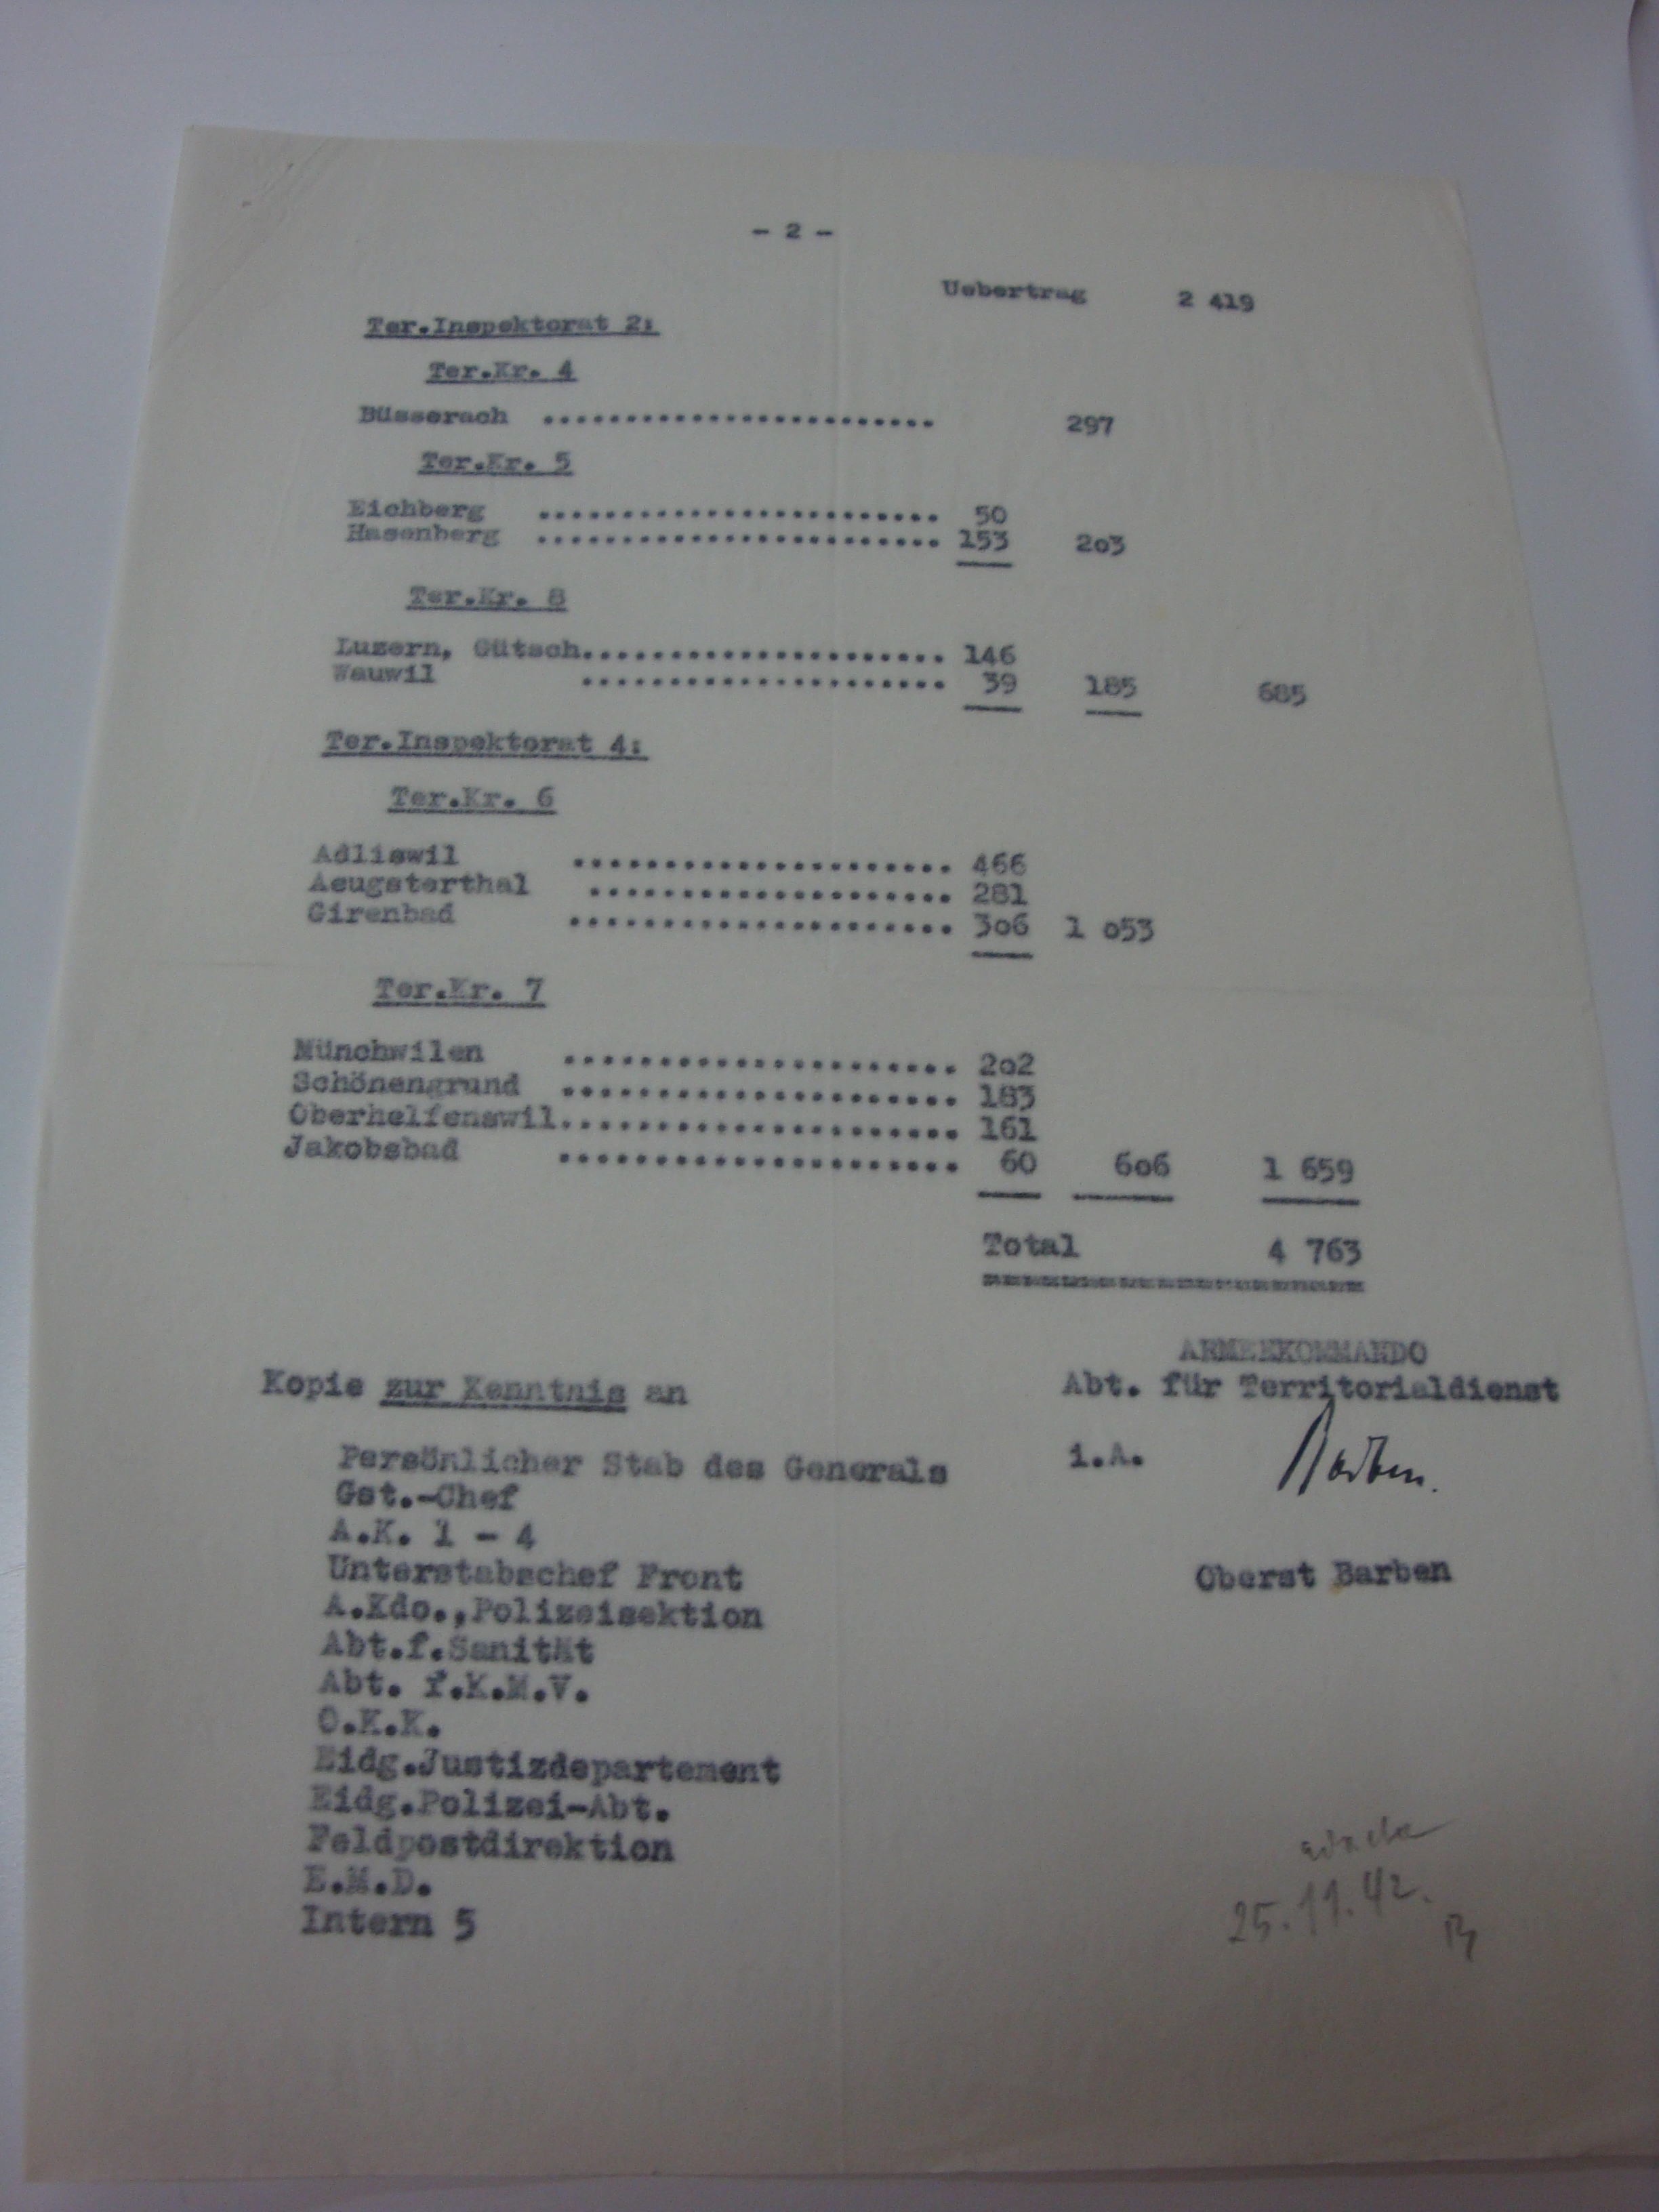 - 2 -
Uebertrag 2 419
Ter.Inspektorat 2:
Ter.Kr. 4
Büsserach ........................ 297
Ter.Kr. 5
Eichberg ......................... 50
Hasenberg ......................... 153 2o3
Ter.Kr. 8
Luzern, Gütsch...................... 146
Wauwil ...................... 39 185 685
Ter.Inspektorat 4:
Ter.Kr. 6
Adliswil ...................... 466
Aeugsterthal ..................... 281
Girenbad ...................... 3o6 1 o53
Ter.Kr. 7
Münchwilen ..................... 2o2
Schönengrund ..................... 183
Oberhelfenswil..................... 161
Jakobsbad ..................... 60 6o6 1 659
Total 4 763
ARMEEKOMMANDO
Abt. für Territorialdienst
i.A. Barben.
Oberst Barben
Kopie zur Kenntnis an
Persönlicher Stab des Generals
Gst.-Chef
A.K. 1 - 4
Unterstabschef Front
A.Kdo.,Polizeisektion
Abt.f.Sanität
Abt. f.K.M.V.
O.K.K.
Eidg.Justizdepartement
Eidg.Polizei-Abt.
Feldpostdirektion
E.M.D.
Intern 5
25.11.42.